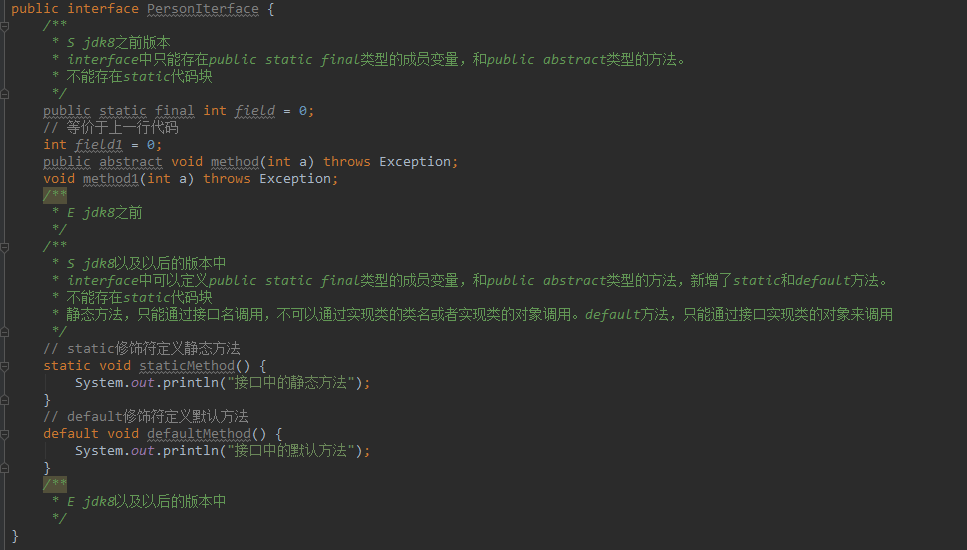 public interface PersonIterface {
/**
* S jdk8之前版本
* interface中只能存在public static final类型的成员变量，和public abstract类型的方法。
* 不能存在static代码块
*/
public static final int field = 0;
// 等价于上一行代码
int field1 = 0;
public abstract void method(int a) throws Exception;
void method1(int a) throws Exception;
/**
* E jdk8之前
*/
/**
* S jdk8以及以后的版本中
* interface中可以定义public static final类型的成员变量，和public abstract类型的方法，新增了static和default方法。
* 不能存在static代码块
* 静态方法，只能通过接口名调用，不可以通过实现类的类名或者实现类的对象调用。default方法，只能通过接口实现类的对象来调用
*/
// static修饰符定义静态方法
static void staticMethod() {
System.out.println("接口中的静态方法");
}
// default修饰符定义默认方法
default void defaultMethod() {
System.out.println("接口中的默认方法");
}
/**
* E jdk8以及以后的版本中
*/
}